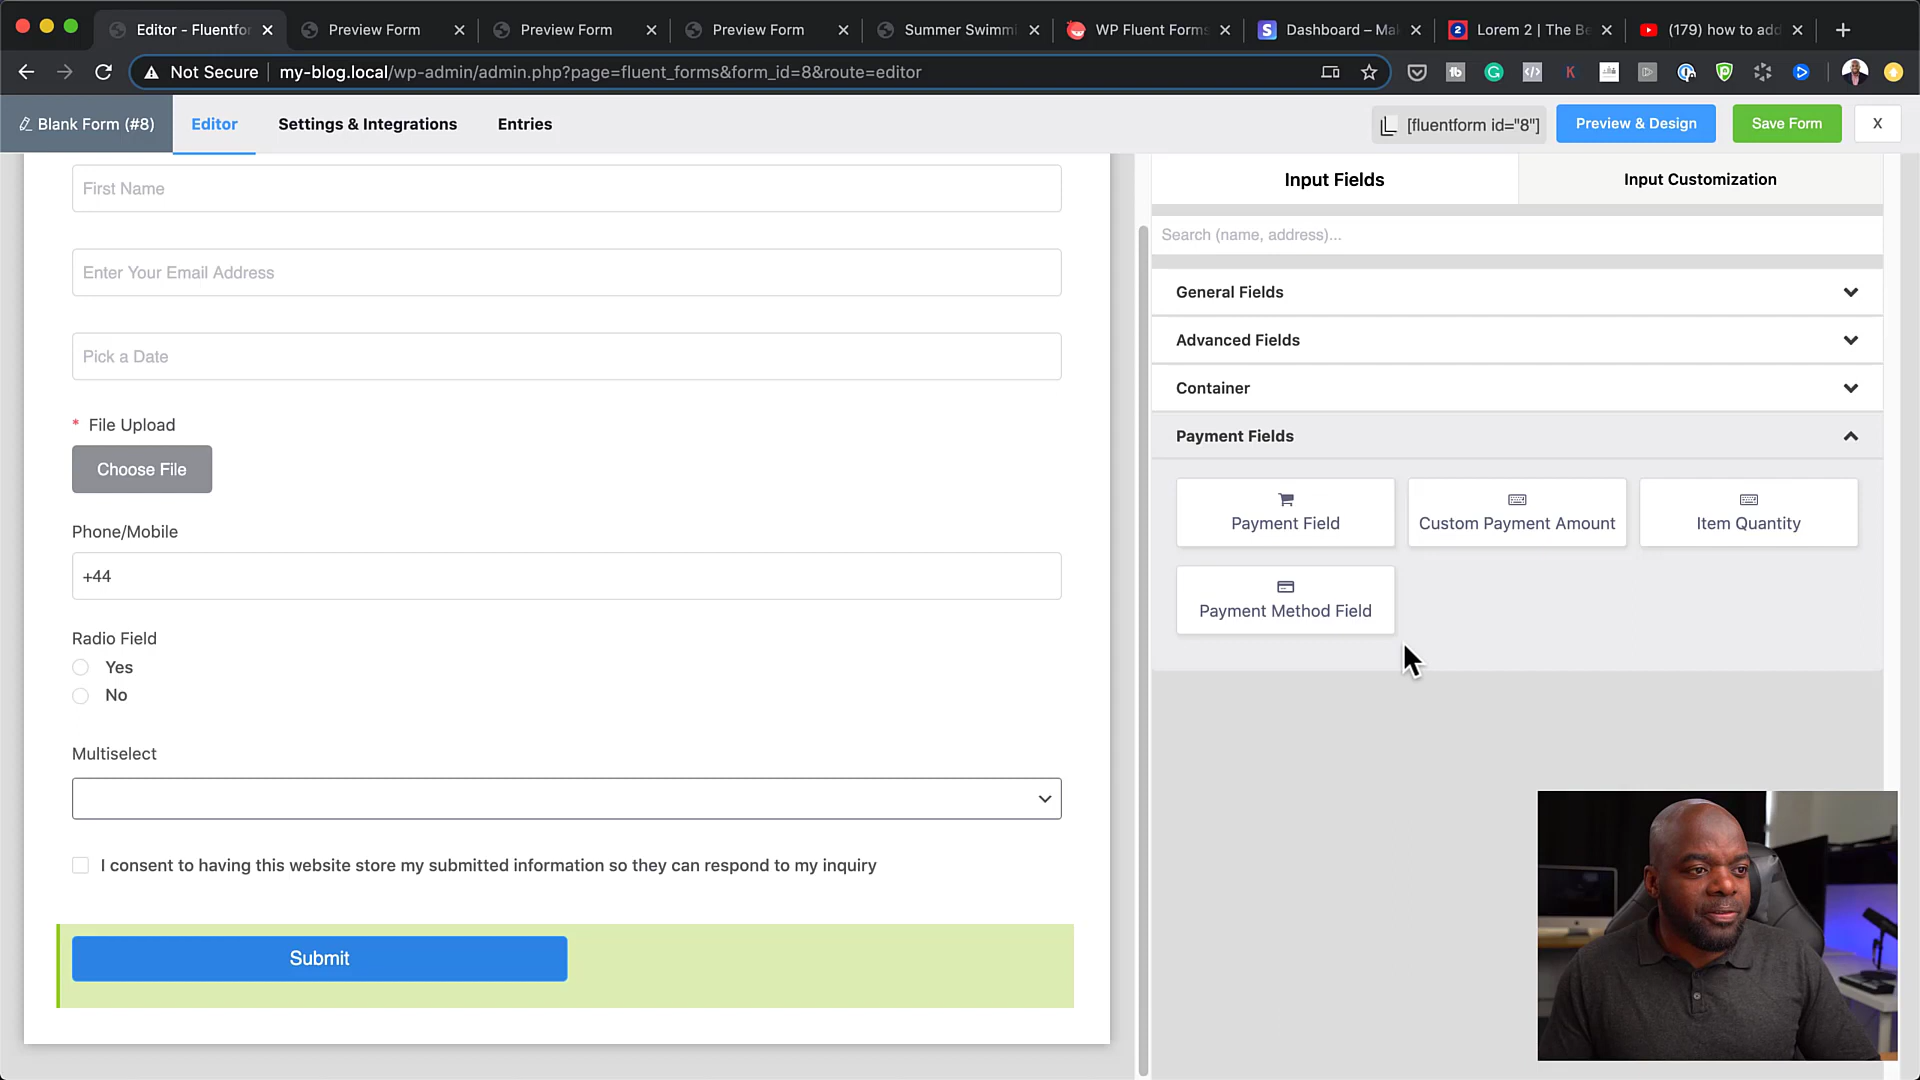 Editor - Fluentfo
Preview Form
Preview Form
Preview Form
Summer Swimmi
WP Fluent Forms
Dashboard – Mak
Lorem 2 | The Be
(179) how to add
Not Secure
my-blog.local/wp-admin/admin.php?page=fluent_forms&form_id=8&route=editor
Blank Form (#8)
Editor
Settings & Integrations
Entries
[fluentform id="8"]
Preview & Design
Save Form
X
First Name
Enter Your Email Address
Pick a Date
* File Upload
Choose File
Phone/Mobile
+44
Radio Field
Yes
No
Multiselect
I consent to having this website store my submitted information so they can respond to my inquiry
Submit
Input Fields
Input Customization
Search (name, address)...
General Fields
Advanced Fields
Container
Payment Fields
Payment Field
Custom Payment Amount
Item Quantity
Payment Method Field